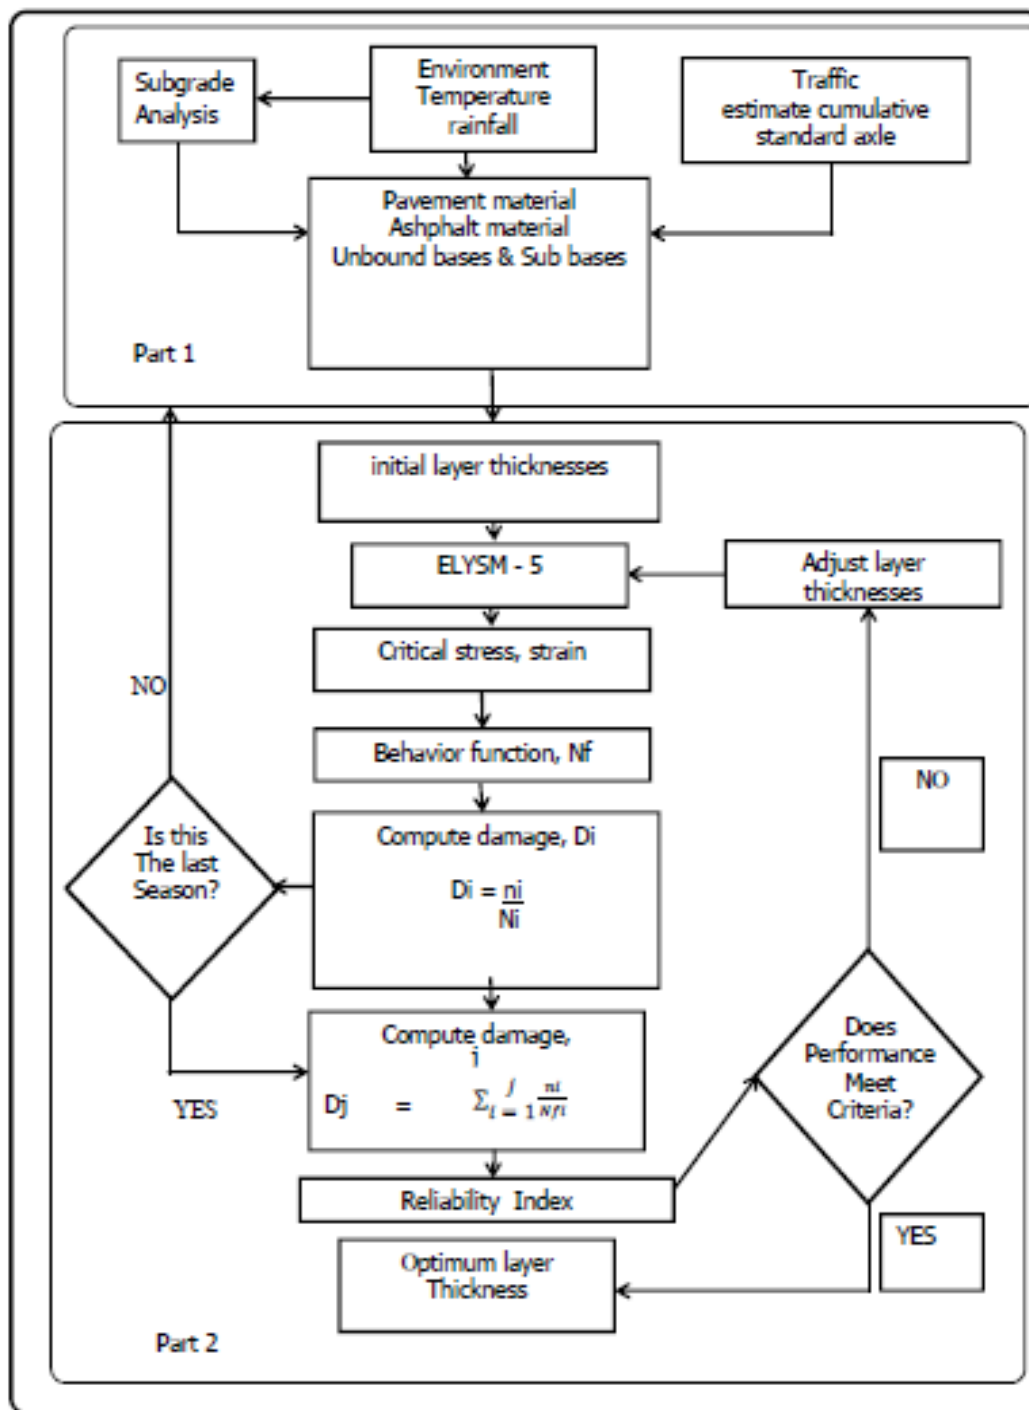 Subgrade
Analysis
Environment
Temperature
rainfall
Traffic
estimate cumulative
standard axle
Pavement material
Ashphalt material
Unbound bases & Sub bases
Part 1
initial layer thicknesses
ELYSM - 5
Adjust layer
thicknesses
Critical stress, strain
NO
Behavior function, Nf
NO
Is this
The last
Season?
Compute damage, Di
Di = ni
Ni
Does
Performance
Meet
Criteria?
Compute damage,
j
Dj = Σ j i = 1 ni Nfi
YES
Reliability Index
YES
Optimum layer
Thickness
Part 2